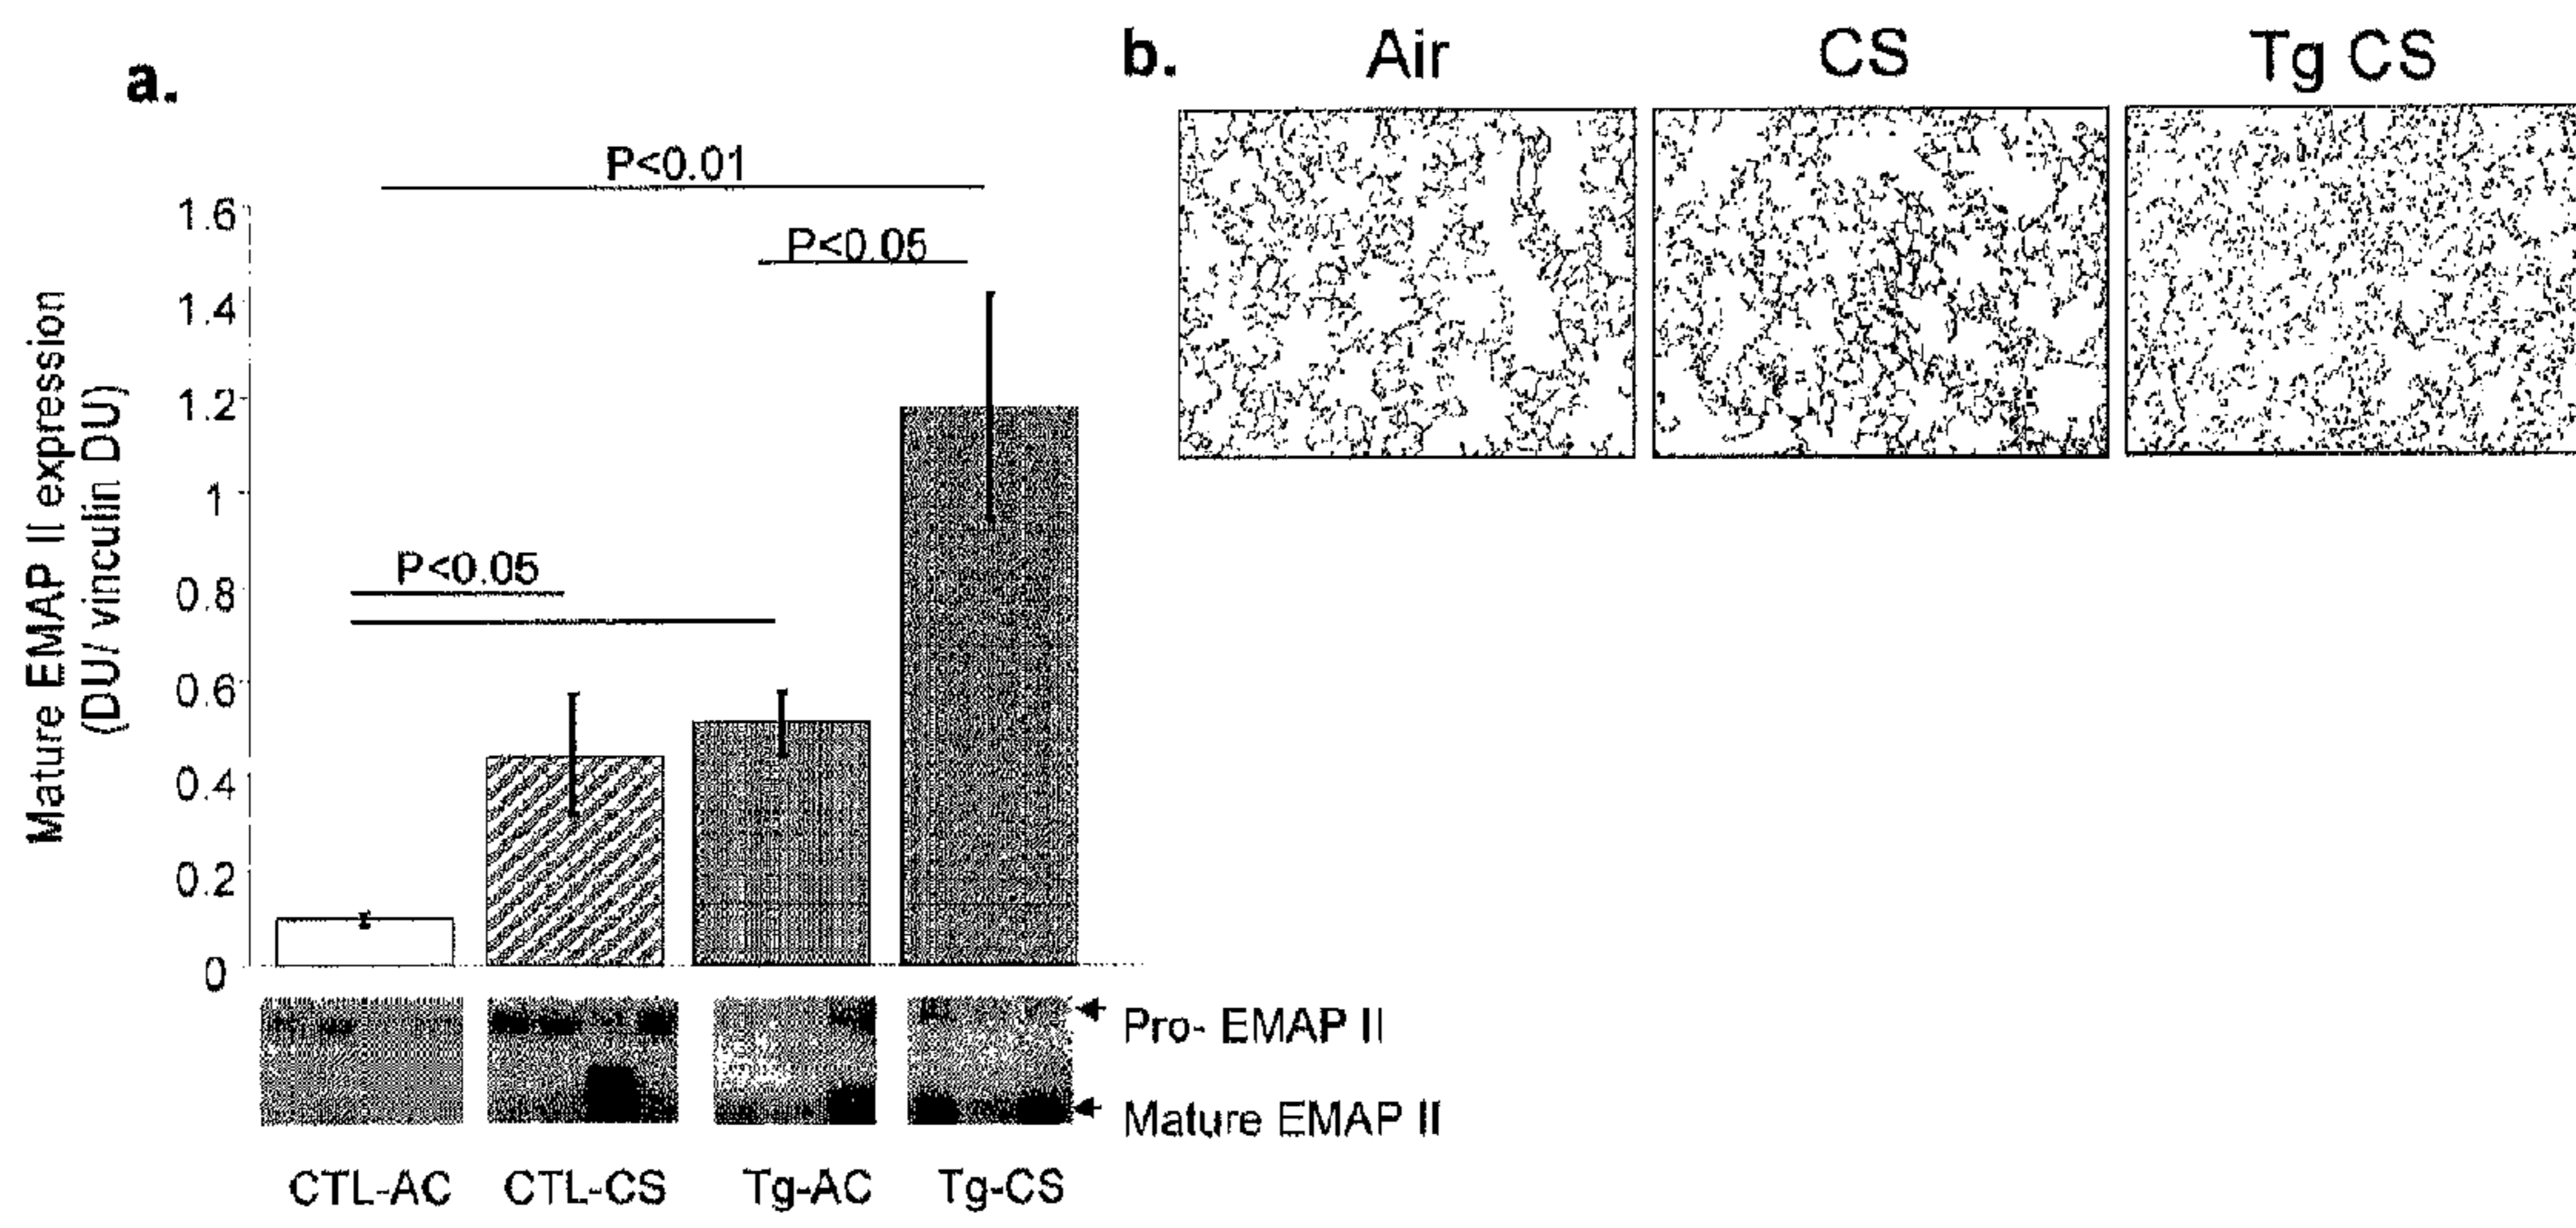 a.
P<0.01
P<0.05
1.6
1.4
1.2
1
0.8
0.6
0.4
0.2
0
P<0.05
Mature EMAP II expression
(DU/ vinculin DU)
Pro- EMAP II
Mature EMAP II
CTL-AC CTL-CS Tg-AC Tg-CS
b.
Air CS Tg CS